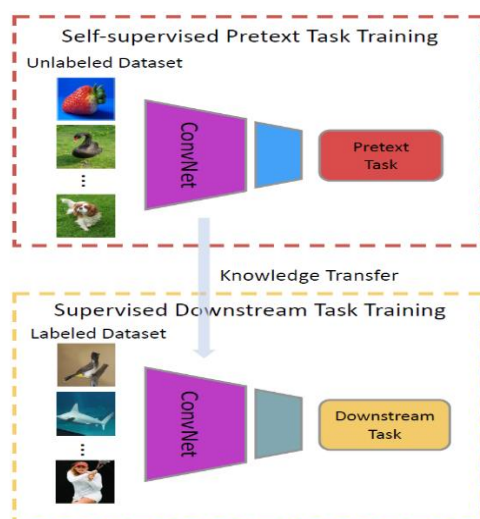 Self-supervised Pretext Task Training
Unlabeled Dataset
ConvNet
Pretext
Task
...
Knowledge Transfer
Supervised Downstream Task Training
Labeled Dataset
ConvNet
Downstream
Task
...